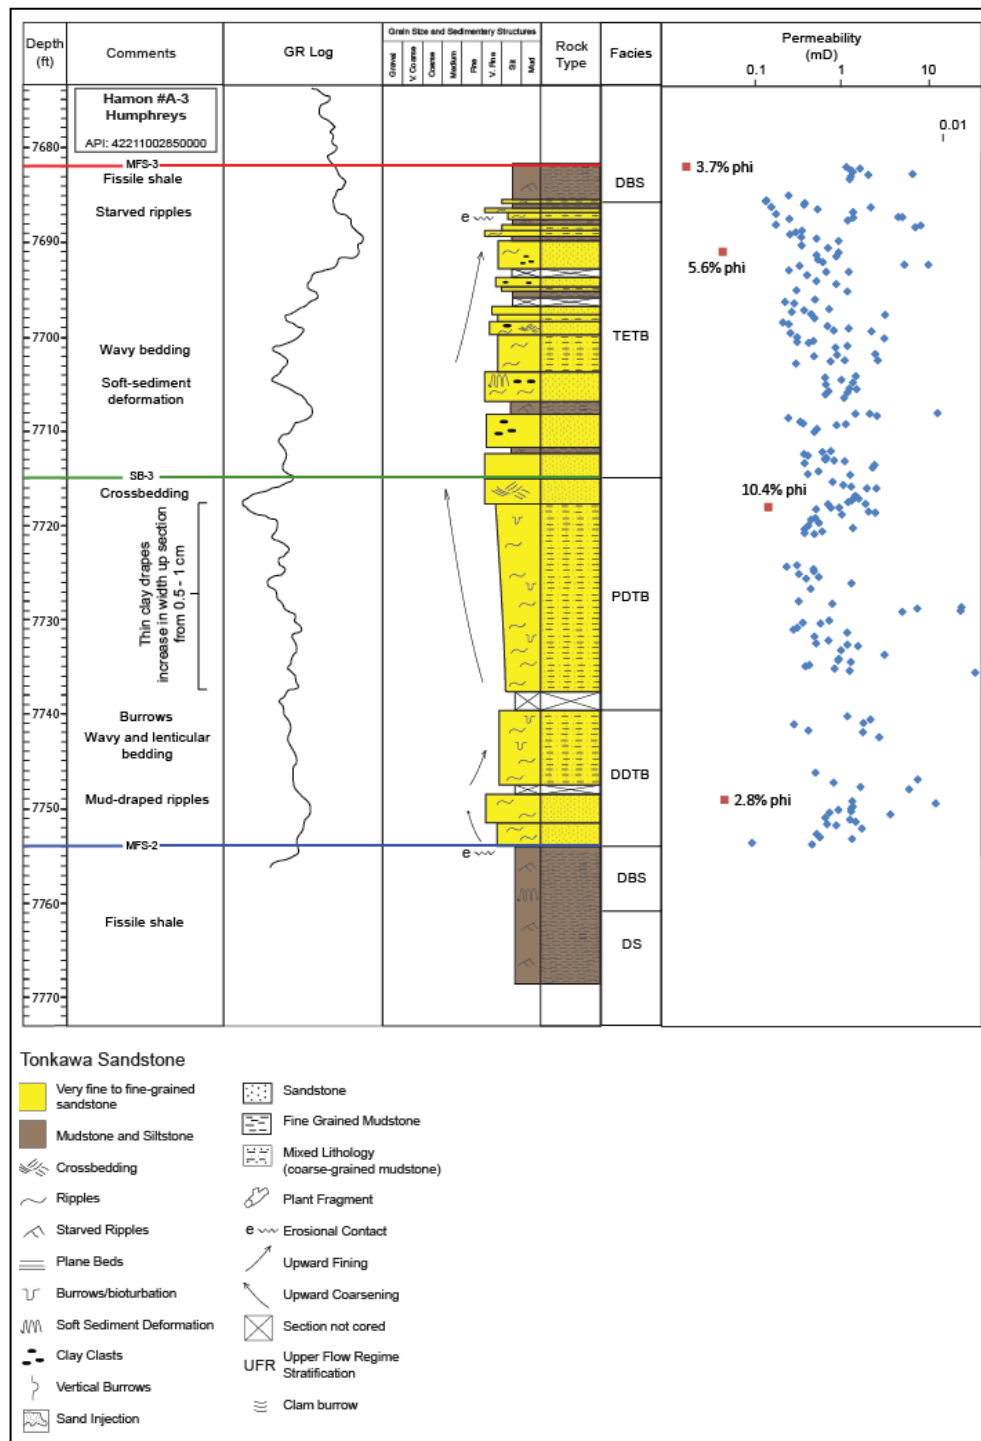 Depth
(ft)
Comments
GR Log
Grain Size and Sedimentery Structures
Gravel
V. Coarse
Coarse
Medium
Fine
V. Fine
Silt
Mud
Rock
Type
Facies
Permeability
(mD)
0.1
1
10
0.01
Hamon #A-3
Humphreys
API: 42211002850000
7680
MFS-3
3.7% phi
Fissile shale
DBS
Starved ripples
e
7690
5.6% phi
7700
TETB
Wavy bedding
Soft-sediment
deformation
7710
SB-3
Crossbedding
10.4% phi
7720
Thin clay drapes
increase in width up section
from 0.5 - 1 cm
PDTB
7730
7740
Burrows
Wavy and lenticular
bedding
DDTB
Mud-draped ripples
7750
2.8% phi
MFS-2
e
DBS
7760
Fissile shale
DS
7770
Tonkawa Sandstone
Very fine to fine-grained
sandstone
Mudstone and Siltstone
Crossbedding
Ripples
Starved Ripples
Plane Beds
Burrows/bioturbation
Soft Sediment Deformation
Clay Clasts
Vertical Burrows
Sand Injection
Sandstone
Fine Grained Mudstone
Mixed Lithology
(coarse-grained mudstone)
Plant Fragment
e Erosional Contact
Upward Fining
Upward Coarsening
Section not cored
UFR Upper Flow Regime
Stratification
Clam burrow